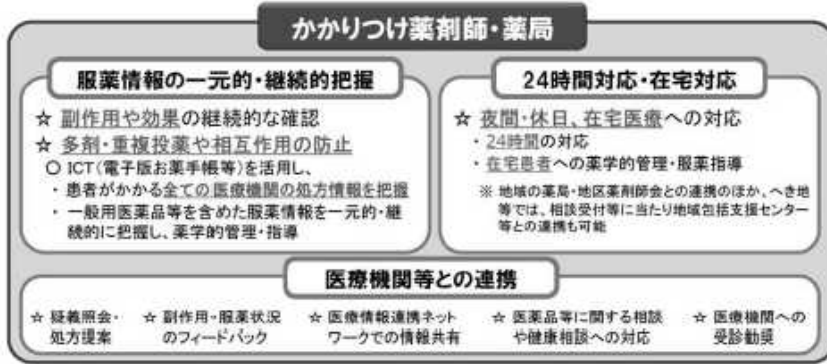 かかりつけ薬剤師・薬局
服薬情報の一元的・継続的把握
☆ 副作用や効果の継続的な確認
☆ 多剤・重複投薬や相互作用の防止
○ ICT(電子版お薬手帳等)を活用し、
・ 患者がかかる全ての医療機関の処方情報を把握
・ 一般用医薬品等を含めた服薬情報を一元的・継
続的に把握し、薬学的管理・指導
24時間対応・在宅対応
☆ 夜間・休日、在宅医療への対応
・ 24時間の対応
・ 在宅患者への薬学的管理・服薬指導
※ 地域の薬局・地区薬剤師会との連携のほか、へき地
等では、相談受付等に当たり地域包括支援センター
等との連携も可能
医療機関等との連携
☆ 疑義照会・
処方提案
☆ 副作用・服薬状況
のフィードバック
☆ 医療情報連携ネット
ワークでの情報共有
☆ 医薬品等に関する相談
や健康相談への対応
☆ 医療機関への
受診勧奨